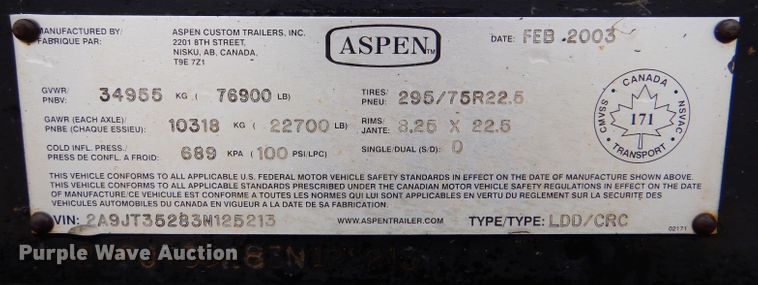 MANUFACTURED BY/ ASPEN CUSTOM TRAILERS, INC.
FABRIQUE PAR: 2201 8TH STREET,
NISKU, AB, CANADA,
T9E 7Z1
ASPEN TM
DATE: FEB .2003
GVWR/
PNBV: 34955 KG ( 76900 LB)
TIRES/
PNEU: 295/75R22.5
GAWR (EACH AXLE)/
PNBE (CHAQUE ESSIEU): 10318 KG ( 22700 LB)
RIMS/
JANTE: 8.25 X 22.5
COLD INFL. PRESS./
PRESS DE CONFL A FROID: 689 KPA (100 PSI/LPC)
SINGLE/DUAL (S/D): D
CANADA
CMVSS 171 NSVAC
TRANSPORT
THIS VEHICLE CONFORMS TO ALL APPLICABLE U.S. FEDERAL MOTOR VEHICLE SAFETY STANDARDS IN EFFECT ON THE DATE OF MANUFACTURE SHOWN ABOVE.
THIS VEHICLE CONFORMS TO ALL APPLICABLE STANDARDS PRESCRIBED UNDER THE CANADIAN MOTOR VEHICLE SAFETY REGULATIONS IN EFFECT ON THE DATE
OF MANUFACTURE/CE VEHICULE EST CONFORME A TOUTES LES NORMES QUI LUI SONT APPLICABLES EN VERTU DU REGLEMENT SUR LA SECURITE
DES VEHICULES AUTOMOBILES DU CANADA EN VIGUEUR A LA DATE DE SA FABRICATION.
VIN: 2A9JT35283N125213 WWW.ASPENTRAILER.COM TYPE/TYPE: LDD/CRC
02171
Purple Wave Auction